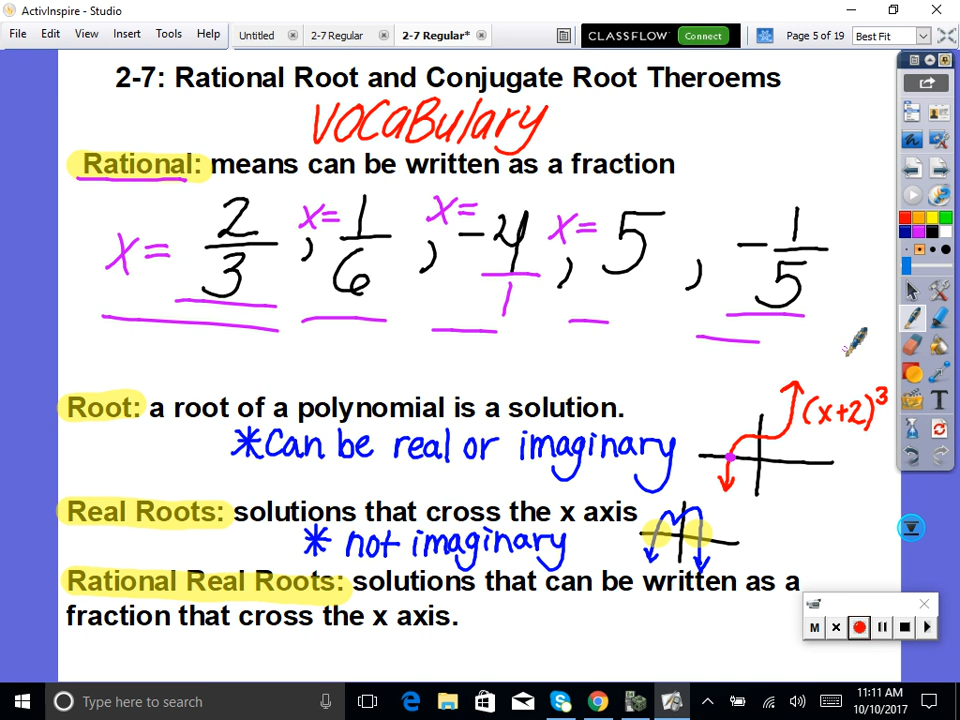 ActivInspire - Studio
File Edit View Insert Tools Help Untitled 2-7 Regular 2-7 Regular* CLASSFLOW Connect Page 5 of 19 Best Fit
2-7: Rational Root and Conjugate Root Theroems
VOCaBulary
Rational: means can be written as a fraction
x= 2/3 , x= 1/6 , x= -4/1 , x= 5 , -1/5
Root: a root of a polynomial is a solution.
(x+2)^3
*Can be real or imaginary
Real Roots: solutions that cross the x axis
* not imaginary
Rational Real Roots: solutions that can be written as a
fraction that cross the x axis.
M
Type here to search
11:11 AM
10/10/2017